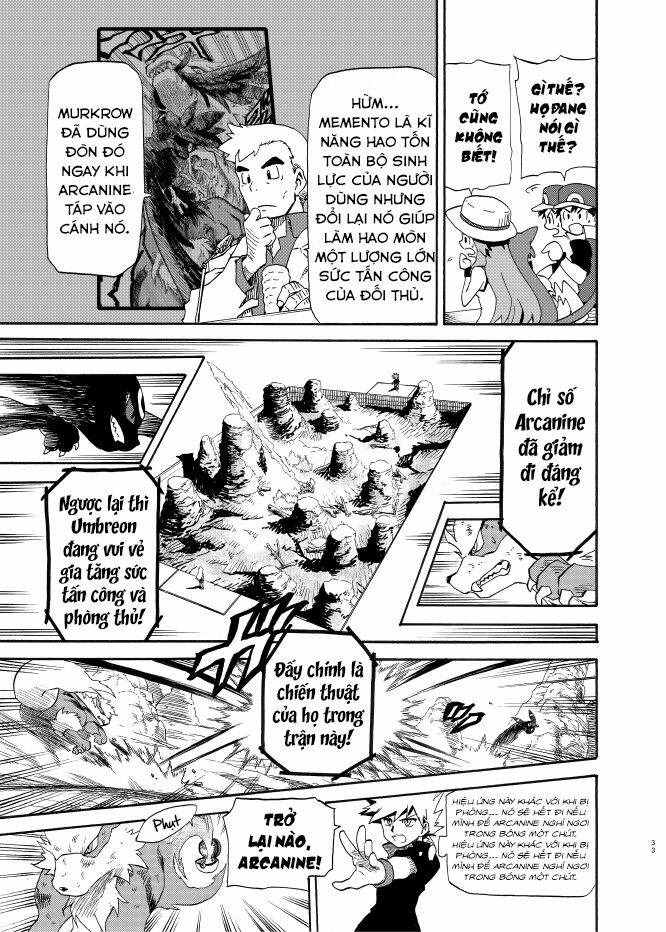 GÌ THẾ?
HỌ ĐANG
NÓI GÌ
THẾ?
TỚ
CŨNG
KHÔNG
BIẾT!
HỪM...
MEMENTO LÀ KĨ
NĂNG HAO TỐN
TOÀN BỘ SINH
LỰC CỦA NGƯỜI
DÙNG NHƯNG
ĐỔI LẠI NÓ GIÚP
LÀM HAO MÒN
MỘT LƯỢNG LỚN
SỨC TẤN CÔNG
CỦA ĐỐI THỦ.
MURKROW
ĐÃ DÙNG
ĐÒN ĐÓ
NGAY KHI
ARCANINE
TÁP VÀO
CÁNH NÓ.
Chỉ số
Arcanine
đã giảm
đi đáng
kể!
Ngược lại thì
Umbreon
đang vui vẻ
gia tăng sức
tấn công và
phòng thủ!
Đấy chính là
chiến thuật
của họ trong
trận này!
HIỆU ỨNG NÀY KHÁC VỚI KHI BỊ
PHỎNG... NÓ SẼ HẾT ĐI NẾU
MÌNH ĐỂ ARCANINE NGHỈ NGƠI
TRONG BÓNG MỘT CHÚT.
HIỆU ỨNG NÀY KHÁC VỚI KHI BỊ
PHỎNG... NÓ SẼ HẾT ĐI NẾU
MÌNH ĐỂ ARCANINE NGHỈ NGƠI
TRONG BÓNG MỘT CHÚT.
TRỞ
LẠI NÀO,
ARCANINE!
Phụt
33